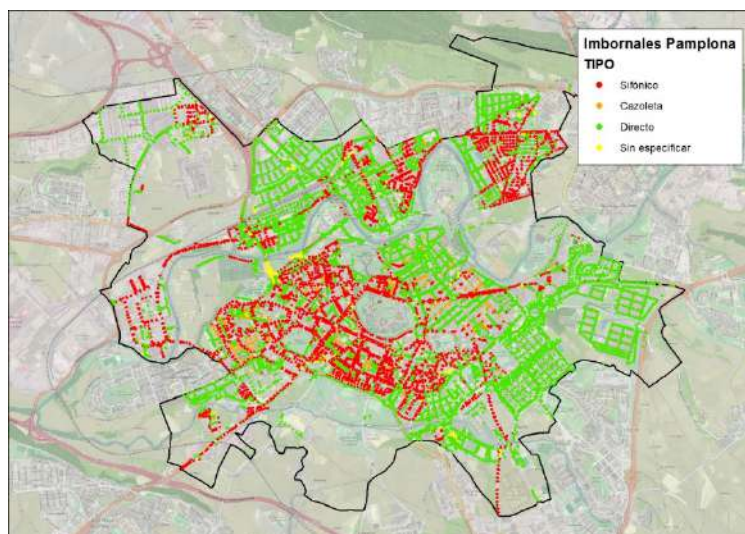 Imbornales Pamplona
TIPO
Sifónico
Cazoleta
Directo
Sin especificar